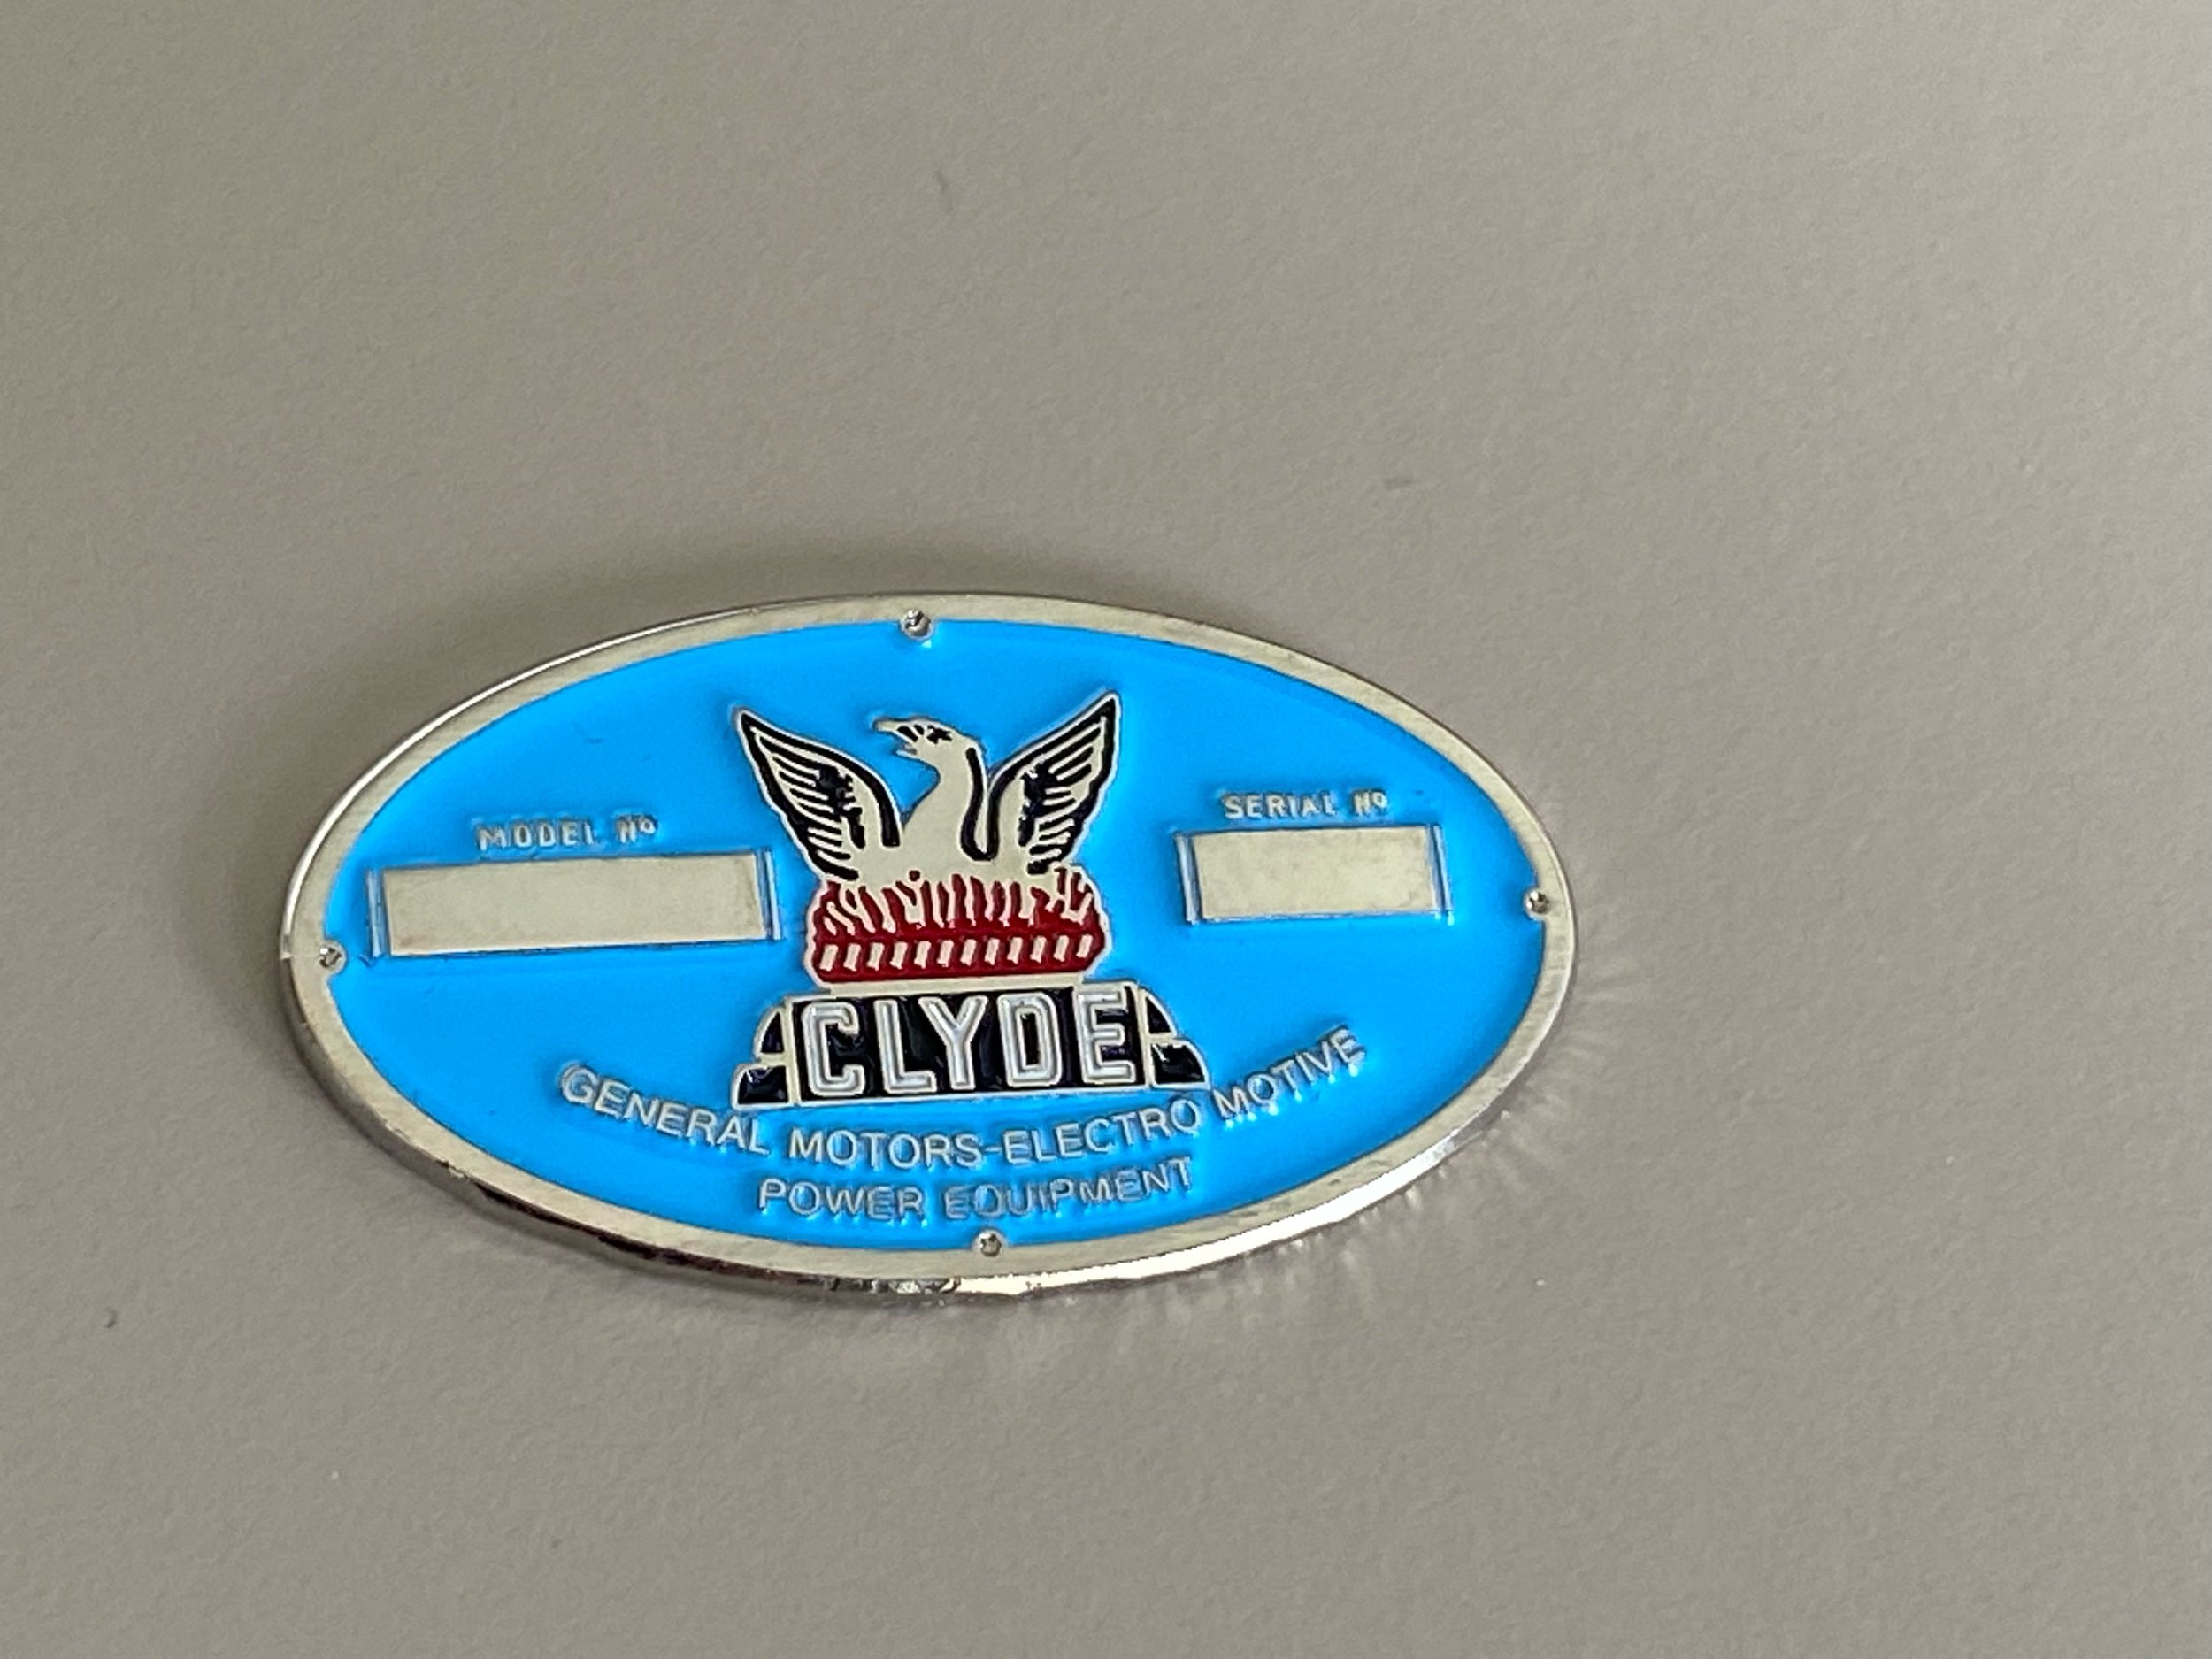 MODEL Nº
SERIAL Nº
CLYDE
GENERAL MOTORS-ELECTRO MOTIVE
POWER EQUIPMENT